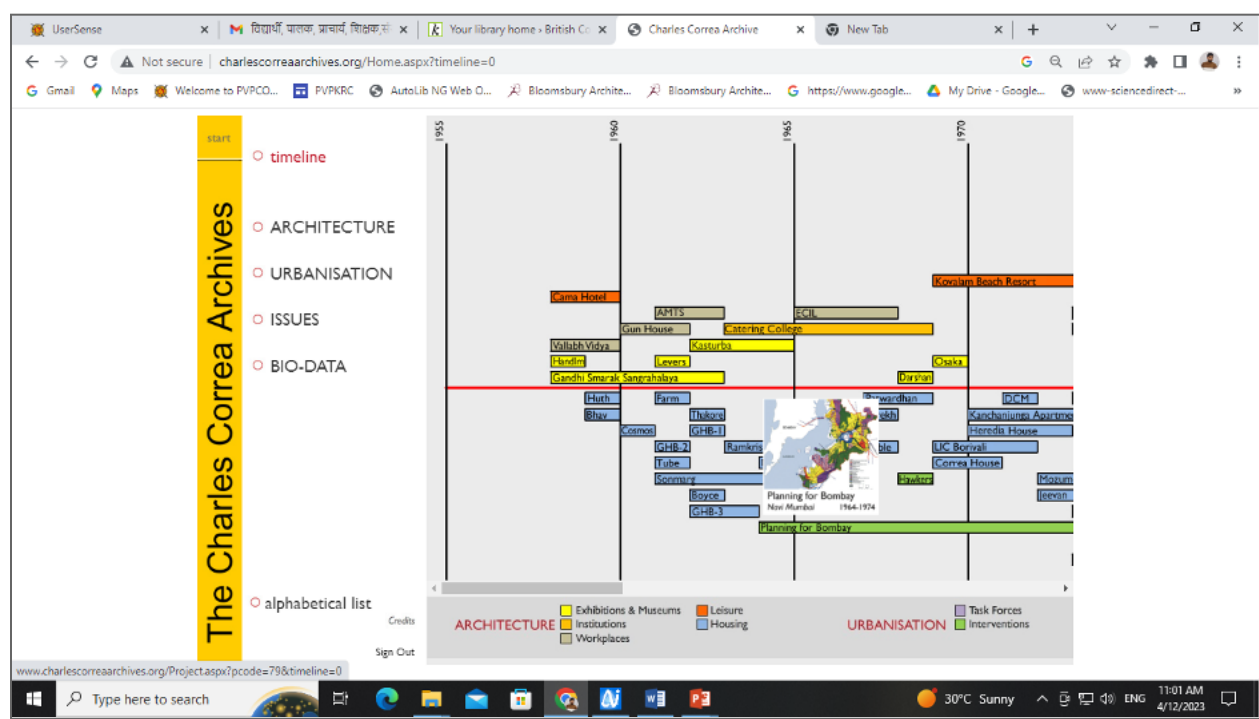 UserSense
विद्यार्थी, पालक, प्राचार्य, शिक्षक,सं
Your library home › British Co
Charles Correa Archive
New Tab
Not secure | charlescorreaarchives.org/Home.aspx?timeline=0
Gmail
Maps
Welcome to PVPCO...
PVPKRC
AutoLib NG Web O...
Bloomsbury Archite...
Bloomsbury Archite...
https://www.google...
My Drive - Google...
www-sciencedirect-...
start
The Charles Correa Archives
timeline
ARCHITECTURE
URBANISATION
ISSUES
BIO-DATA
alphabetical list
Credits
Sign Out
1955
1960
1965
1970
Kovalam Beach Resort
Cama Hotel
AMTS
ECIL
Gun House
Catering College
Vallabh Vidya
Kasturba
Handlm
Levers
Osaka
Gandhi Smarak Sangrahalaya
Darshan
Huth
Farm
DCM
Bhav
Thakore
Kanchanjunga Apartme
Cosmos
GHB-1
Heredia House
GHB-2
Ramkris
LIC Borivali
Tube
Correa House
Sonmarg
Hawkers
Mozum
Boyce
Jeevan
GHB-3
Planning for Bombay
Navi Mumbai 1964-1974
Planning for Bombay
ARCHITECTURE
Exhibitions & Museums
Institutions
Workplaces
Leisure
Housing
URBANISATION
Task Forces
Interventions
www.charlescorreaarchives.org/Project.aspx?pcode=79&timeline=0
Type here to search
30°C Sunny
ENG
11:01 AM
4/12/2023